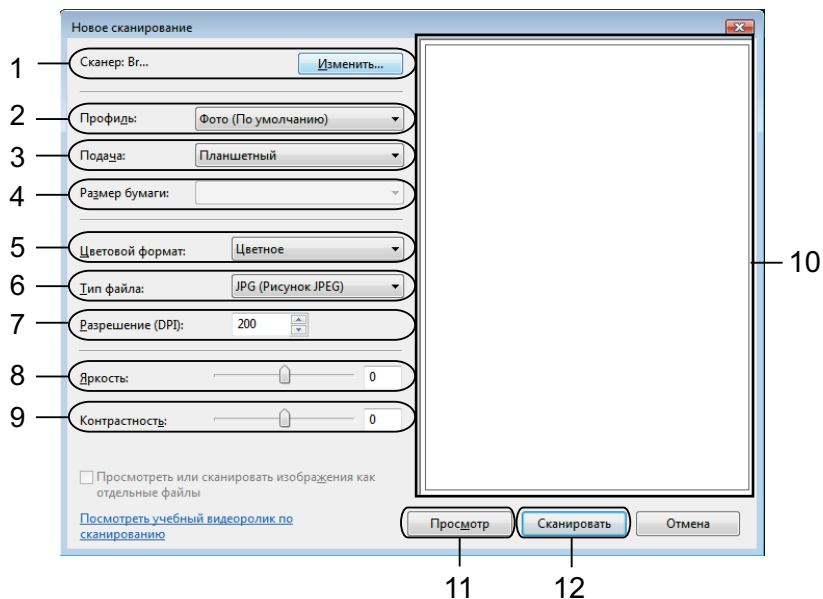 Новое сканирование
1
Сканер: Br...
Изменить...
2
Профиль:
Фото (По умолчанию)
3
Подача:
Планшетный
4
Размер бумаги:
5
Цветовой формат:
Цветное
6
Тип файла:
JPG (Рисунок JPEG)
7
Разрешение (DPI):
200
8
Яркость:
0
9
Контрастность:
0
10
Просмотреть или сканировать изображения как
отдельные файлы
Посмотреть учебный видеоролик по
сканированию
Просмотр
Сканировать
Отмена
11
12